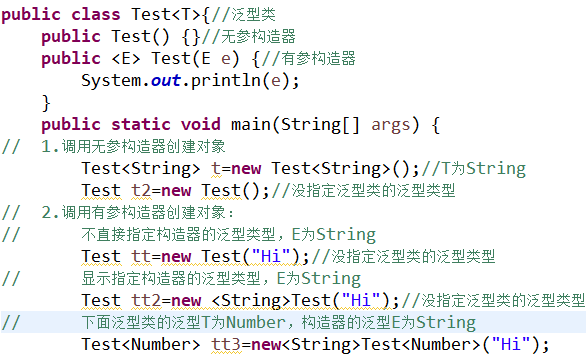 public class Test<T>{//泛型类
public Test() {}//无参构造器
public <E> Test(E e) {//有参构造器
System.out.println(e);
}
public static void main(String[] args) {
// 1.调用无参构造器创建对象
Test<String> t=new Test<String>();//T为String
Test t2=new Test();//没指定泛型类的泛型类型
// 2.调用有参构造器创建对象：
// 不直接指定构造器的泛型类型，E为String
Test tt=new Test("Hi");//没指定泛型类的泛型类型
// 显示指定构造器的泛型类型，E为String
Test tt2=new <String>Test("Hi");//没指定泛型类的泛型类型
// 下面泛型类的泛型T为Number，构造器的泛型E为String
Test<Number> tt3=new<String>Test<Number>("Hi");